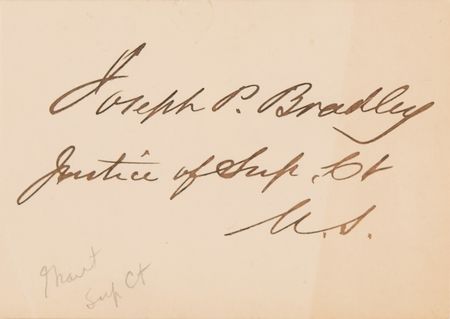 Joseph P. Bradley
Justice of Sup. Ct
U.S.
Grant
Sup Ct